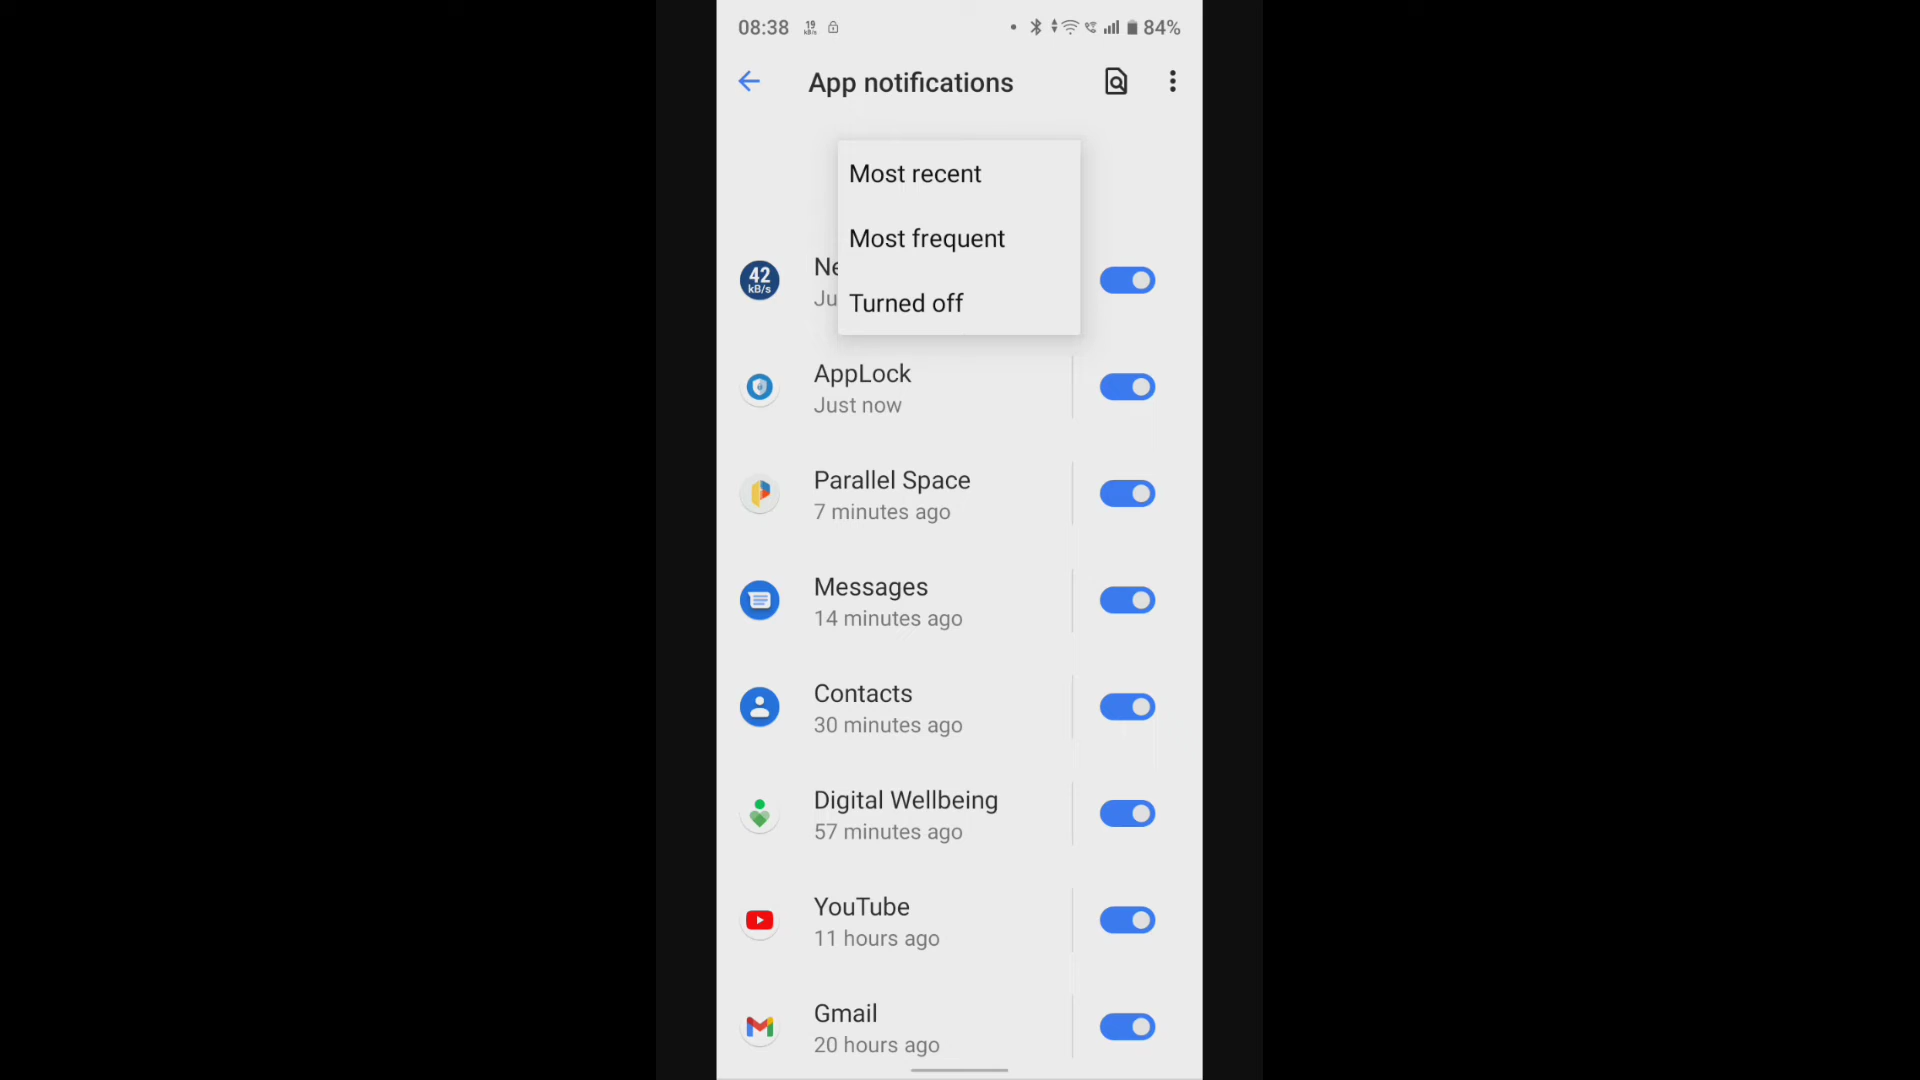 08:38 19 kB/s 84%
App notifications
Most recent
Most frequent
Turned off
42 kB/s
Ne
Ju
AppLock
Just now
Parallel Space
7 minutes ago
Messages
14 minutes ago
Contacts
30 minutes ago
Digital Wellbeing
57 minutes ago
YouTube
11 hours ago
Gmail
20 hours ago